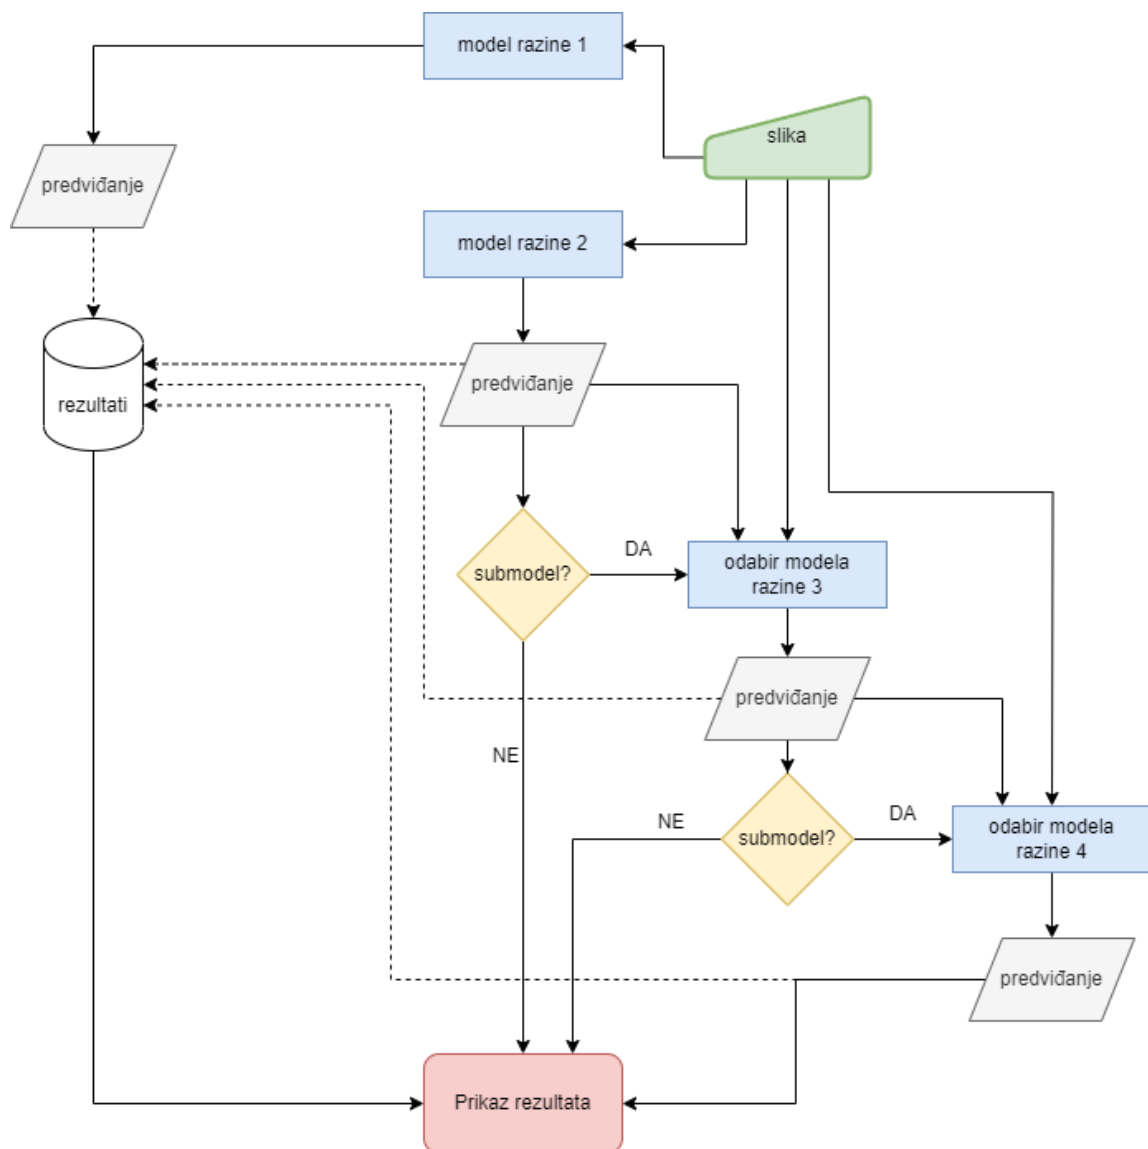 model razine 1
slika
predviđanje
model razine 2
predviđanje
rezultati
submodel?
DA
odabir modela
razine 3
predviđanje
NE
submodel?
NE
DA
odabir modela
razine 4
predviđanje
Prikaz rezultata